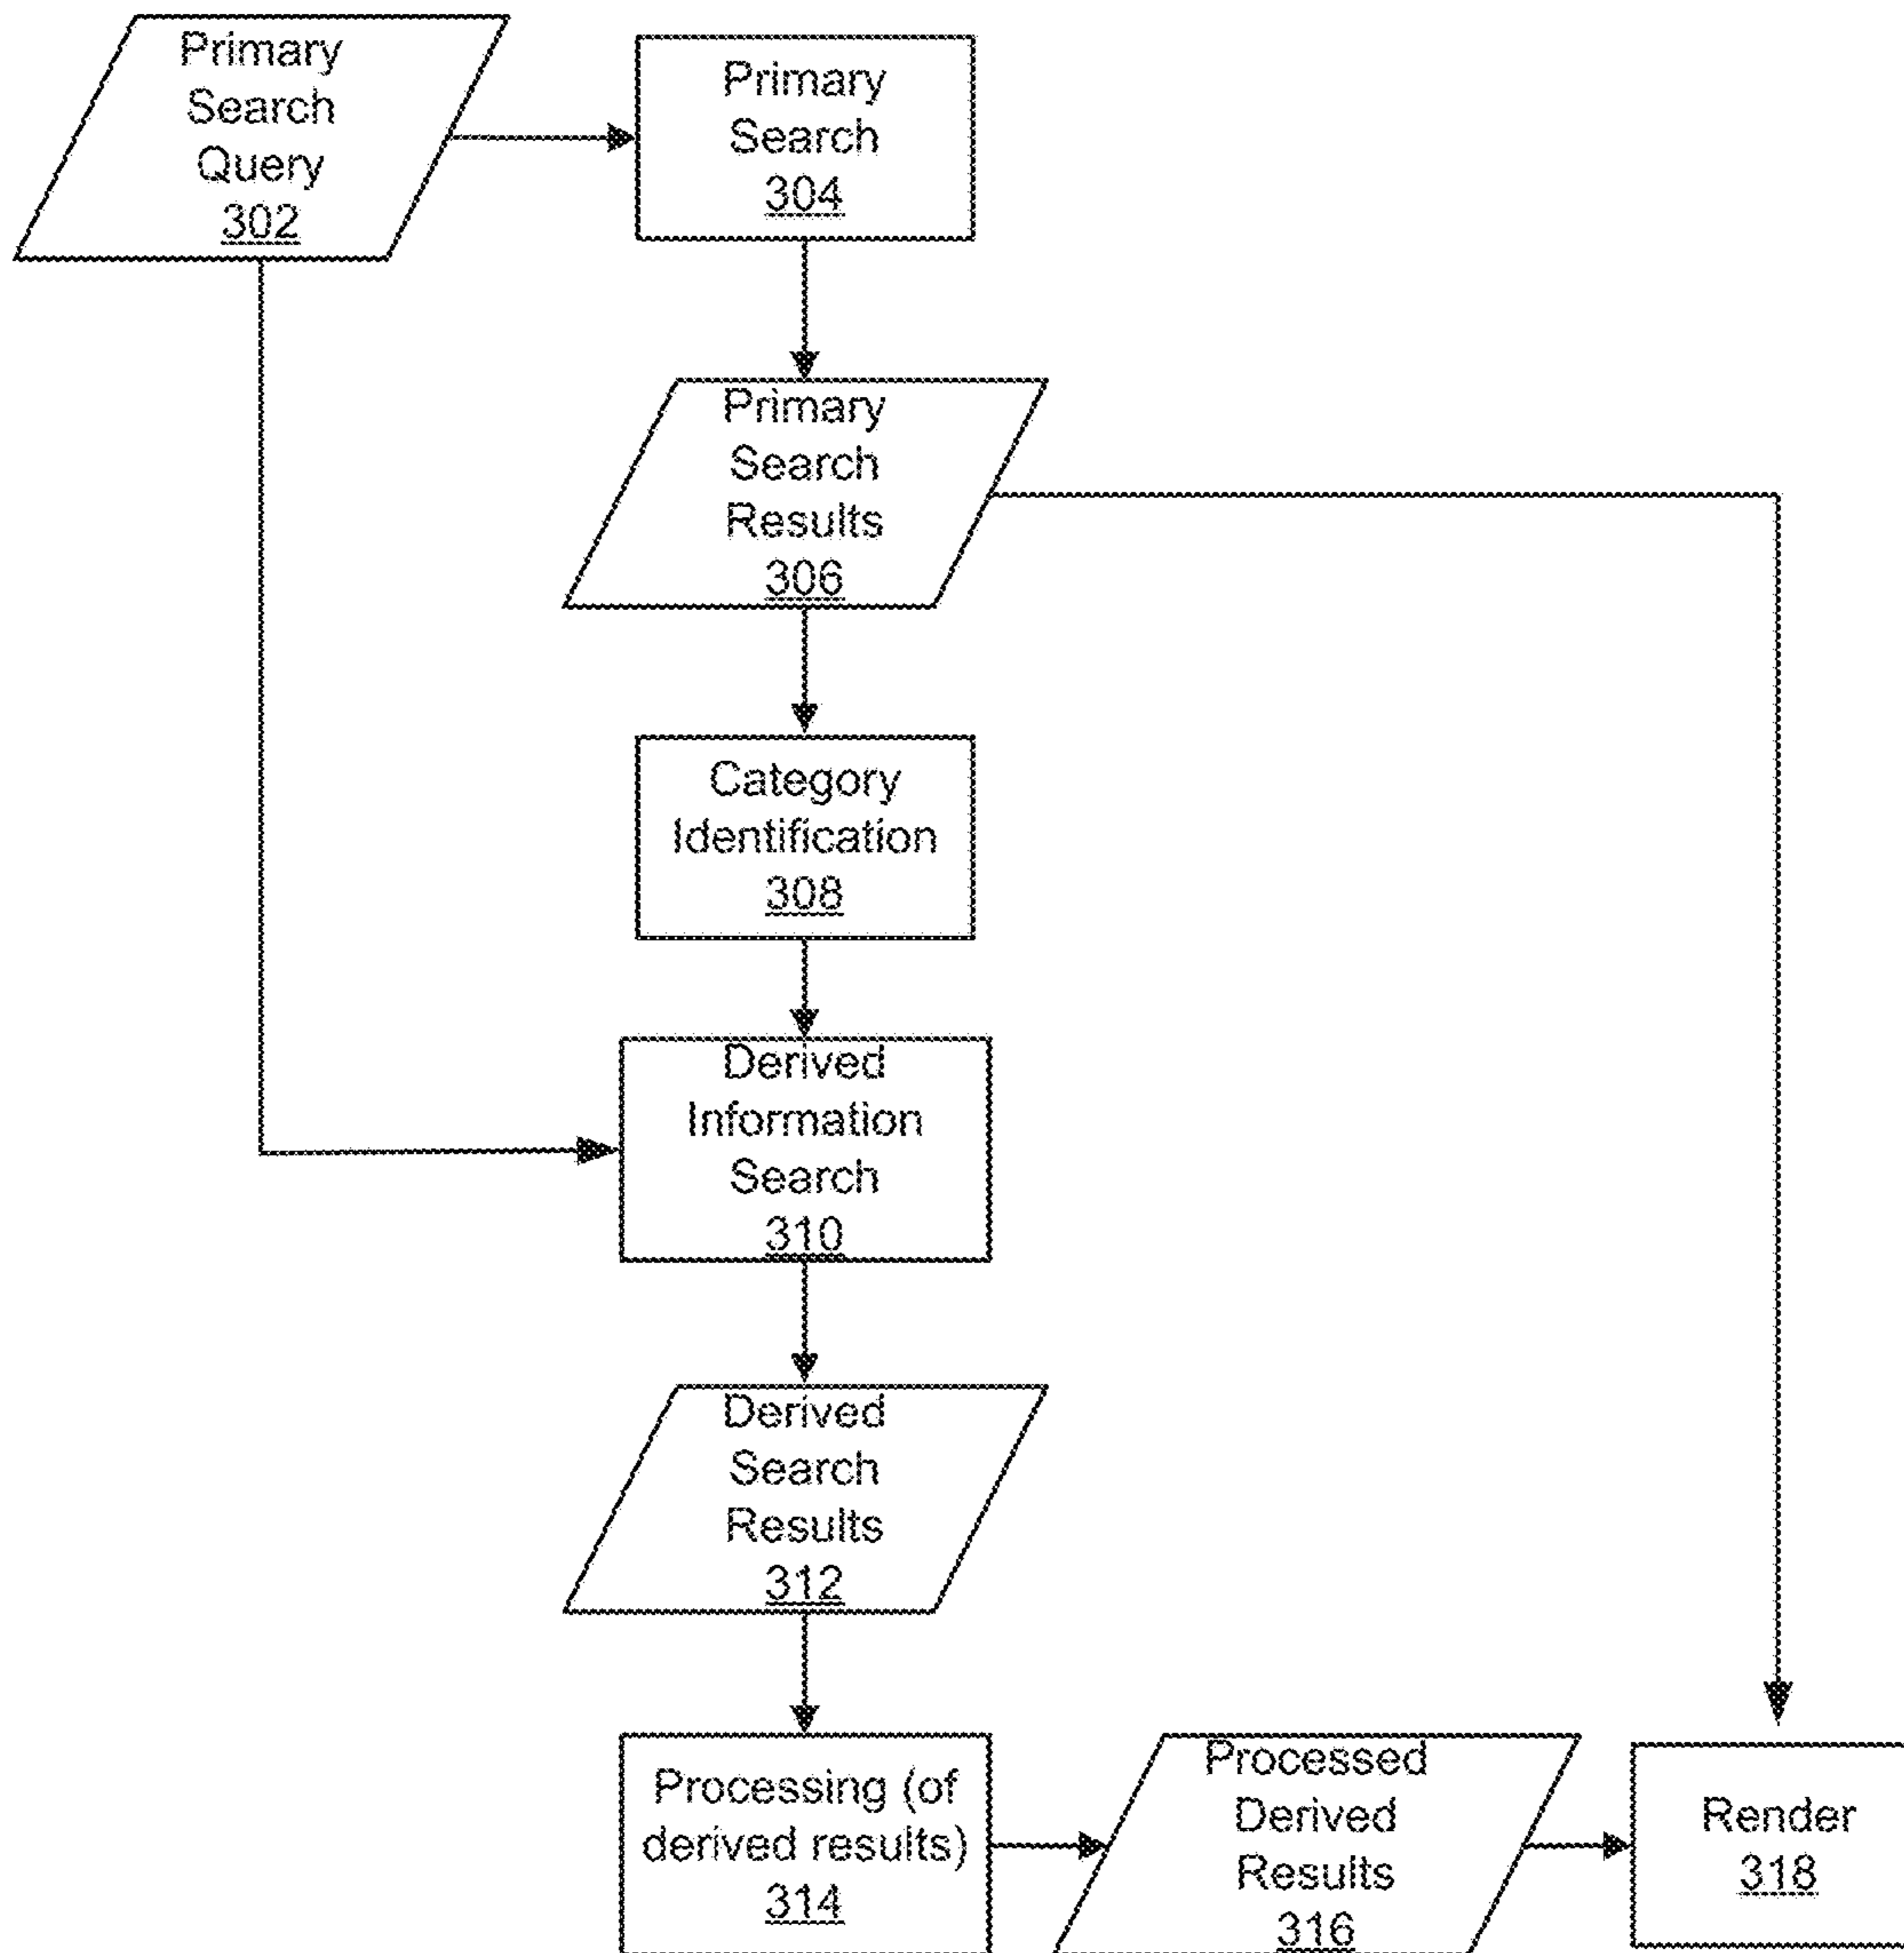 Primary
Search
Query
302
Primary
Search
304
Primary
Search
Results
306
Category
Identification
308
Derived
Information
Search
310
Derived
Search
Results
312
Processing (of
derived results)
314
Processed
Derived
Results
316
Render
318